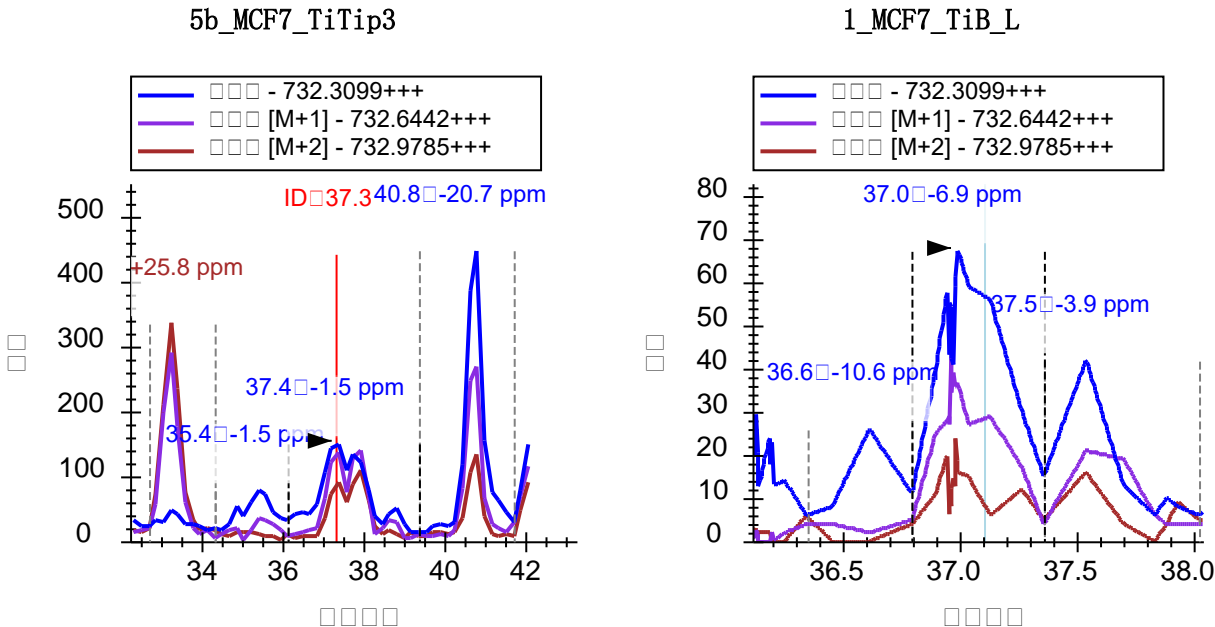 5b_MCF7_TiTip3
□□□ - 732.3099+++
□□□ [M+1] - 732.6442+++
□□□ [M+2] - 732.9785+++
ID□37.3
40.8□-20.7 ppm
+25.8 ppm
37.4□-1.5 ppm
35.4□-1.5 ppm
500
400
300
200
100
0
34 36 38 40 42
□□
□□□□
1_MCF7_TiB_L
□□□ - 732.3099+++
□□□ [M+1] - 732.6442+++
□□□ [M+2] - 732.9785+++
37.0□-6.9 ppm
37.5□-3.9 ppm
36.6□-10.6 ppm
80
70
60
50
40
30
20
10
0
36.5 37.0 37.5 38.0
□□
□□□□